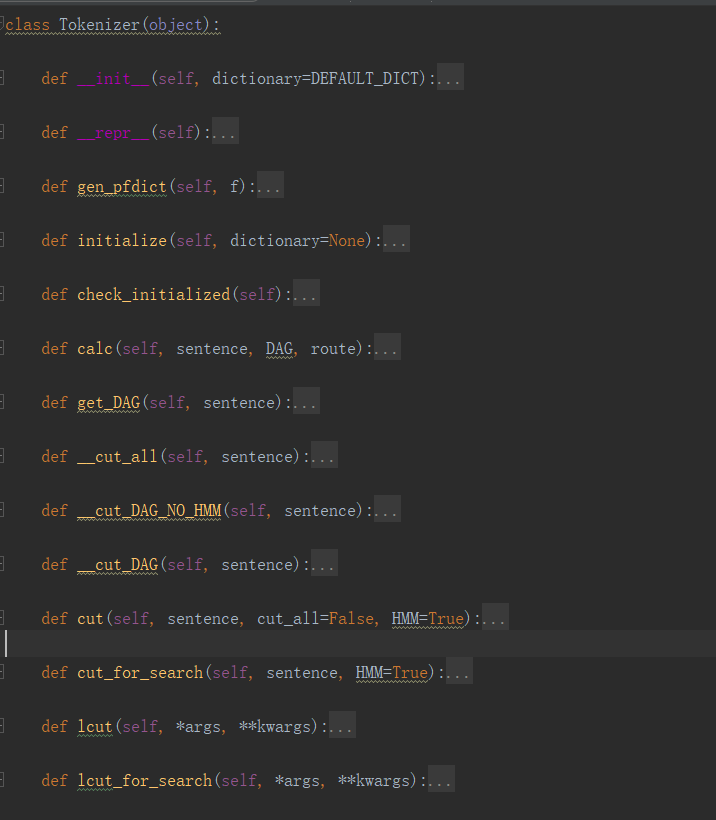 class Tokenizer(object):
def __init__(self, dictionary=DEFAULT_DICT):...
def __repr__(self):...
def gen_pfdict(self, f):...
def initialize(self, dictionary=None):...
def check_initialized(self):...
def calc(self, sentence, DAG, route):...
def get_DAG(self, sentence):...
def __cut_all(self, sentence):...
def __cut_DAG_NO_HMM(self, sentence):...
def __cut_DAG(self, sentence):...
def cut(self, sentence, cut_all=False, HMM=True):...
def cut_for_search(self, sentence, HMM=True):...
def lcut(self, *args, **kwargs):...
def lcut_for_search(self, *args, **kwargs):...